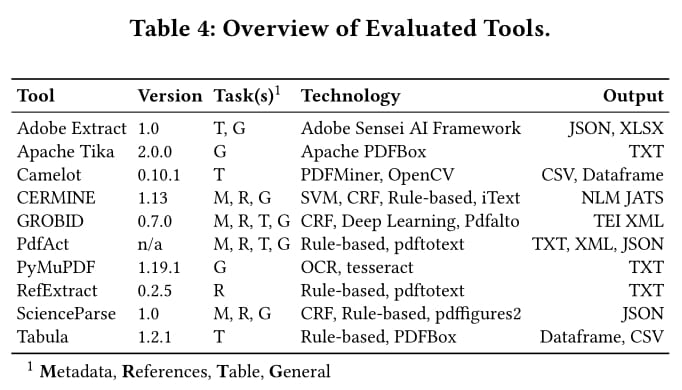 Table 4: Overview of Evaluated Tools.
Tool Version Task(s)1 Technology Output
Adobe Extract 1.0 T, G Adobe Sensei AI Framework JSON, XLSX
Apache Tika 2.0.0 G Apache PDFBox TXT
Camelot 0.10.1 T PDFMiner, OpenCV CSV, Dataframe
CERMINE 1.13 M, R, G SVM, CRF, Rule-based, iText NLM JATS
GROBID 0.7.0 M, R, T, G CRF, Deep Learning, Pdfalto TEI XML
PdfAct n/a M, R, T, G Rule-based, pdftotext TXT, XML, JSON
PyMuPDF 1.19.1 G OCR, tesseract TXT
RefExtract 0.2.5 R Rule-based, pdftotext TXT
ScienceParse 1.0 M, R, G CRF, Rule-based, pdffigures2 JSON
Tabula 1.2.1 T Rule-based, PDFBox Dataframe, CSV
1 Metadata, References, Table, General